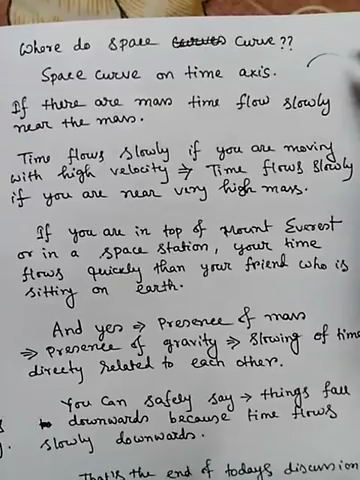 Where do space curve ??
Space curve on time axis.
If there are mass time flow slowly
near the mass.
Time flows slowly if you are moving
with high velocity ⇒ Time flows slowly
if you are near very high mass.
If you are in top of Mount Everest
or in a space station, your time
flows quickly than your friend who is
sitting on earth.
And yes ⇒ Presence of mass
⇒ presence of gravity ⇒ slowing of time
directly related to each others.
You can safely say → things fall
downwards because time flows
slowly downwards.
That's the end of todays discussion